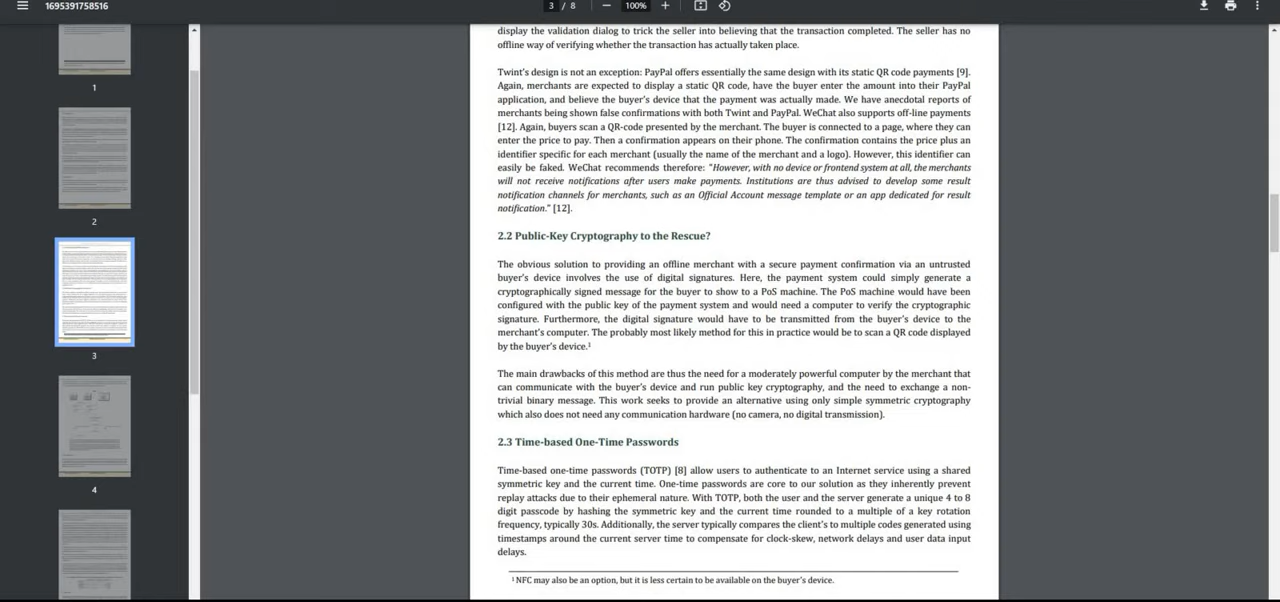 1695391758516
3 / 8
100%
1
2
3
4
display the validation dialog to trick the seller into believing that the transaction completed. The seller has no
offline way of verifying whether the transaction has actually taken place.
Twint's design is not an exception: PayPal offers essentially the same design with its static QR code payments [9].
Again, merchants are expected to display a static QR code, have the buyer enter the amount into their PayPal
application, and believe the buyer's device that the payment was actually made. We have anecdotal reports of
merchants being shown false confirmations with both Twint and PayPal. WeChat also supports off-line payments
[12]. Again, buyers scan a QR-code presented by the merchant. The buyer is connected to a page, where they can
enter the price to pay. Then a confirmation appears on their phone. The confirmation contains the price plus an
identifier specific for each merchant (usually the name of the merchant and a logo). However, this identifier can
easily be faked. WeChat recommends therefore: "However, with no device or frontend system at all, the merchants
will not receive notifications after users make payments. Institutions are thus advised to develop some result
notification channels for merchants, such as an Official Account message template or an app dedicated for result
notification." [12].
2.2 Public-Key Cryptography to the Rescue?
The obvious solution to providing an offline merchant with a secure payment confirmation via an untrusted
buyer's device involves the use of digital signatures. Here, the payment system could simply generate a
cryptographically signed message for the buyer to show to a PoS machine. The PoS machine would have been
configured with the public key of the payment system and would need a computer to verify the cryptographic
signature. Furthermore, the digital signature would have to be transmitted from the buyer's device to the
merchant's computer. The probably most likely method for this in practice would be to scan a QR code displayed
by the buyer's device.¹
The main drawbacks of this method are thus the need for a moderately powerful computer by the merchant that
can communicate with the buyer's device and run public key cryptography, and the need to exchange a non-
trivial binary message. This work seeks to provide an alternative using only simple symmetric cryptography
which also does not need any communication hardware (no camera, no digital transmission).
2.3 Time-based One-Time Passwords
Time-based one-time passwords (TOTP) [8] allow users to authenticate to an Internet service using a shared
symmetric key and the current time. One-time passwords are core to our solution as they inherently prevent
replay attacks due to their ephemeral nature. With TOTP, both the user and the server generate a unique 4 to 8
digit passcode by hashing the symmetric key and the current time rounded to a multiple of a key rotation
frequency, typically 30s. Additionally, the server typically compares the client's to multiple codes generated using
timestamps around the current server time to compensate for clock-skew, network delays and user data input
delays.
¹ NFC may also be an option, but it is less certain to be available on the buyer's device.